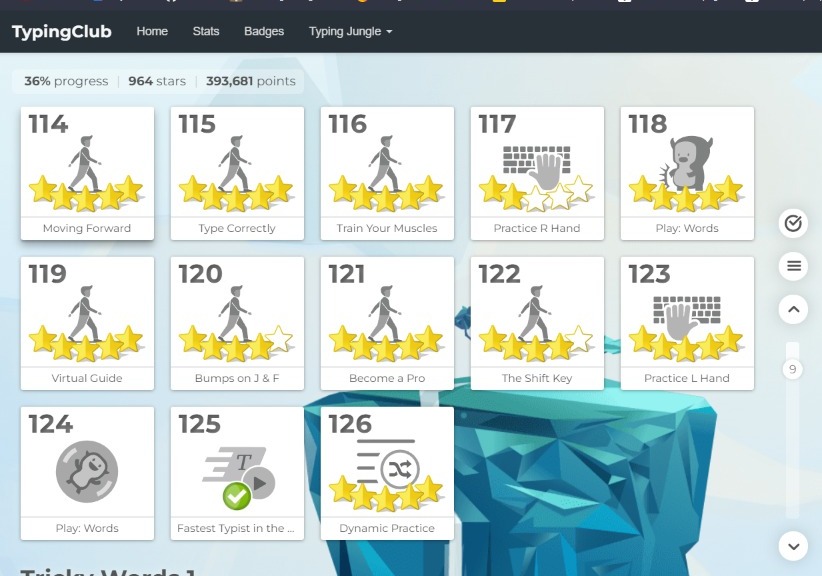 TypingClub Home Stats Badges Typing Jungle
36% progress 964 stars 393,681 points
114 115 116 117 118
Moving Forward Type Correctly Train Your Muscles Practice R Hand Play: Words
119 120 121 122 123
Virtual Guide Bumps on J & F Become a Pro The Shift Key Practice L Hand
9
124 125 126
T
Play: Words Fastest Typist in the ... Dynamic Practice
Tricky Words 1